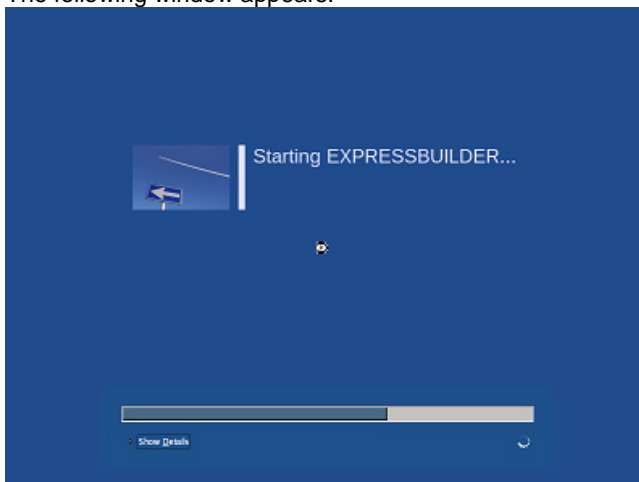 The following window appears:
Starting EXPRESSBUILDER...
Show Details